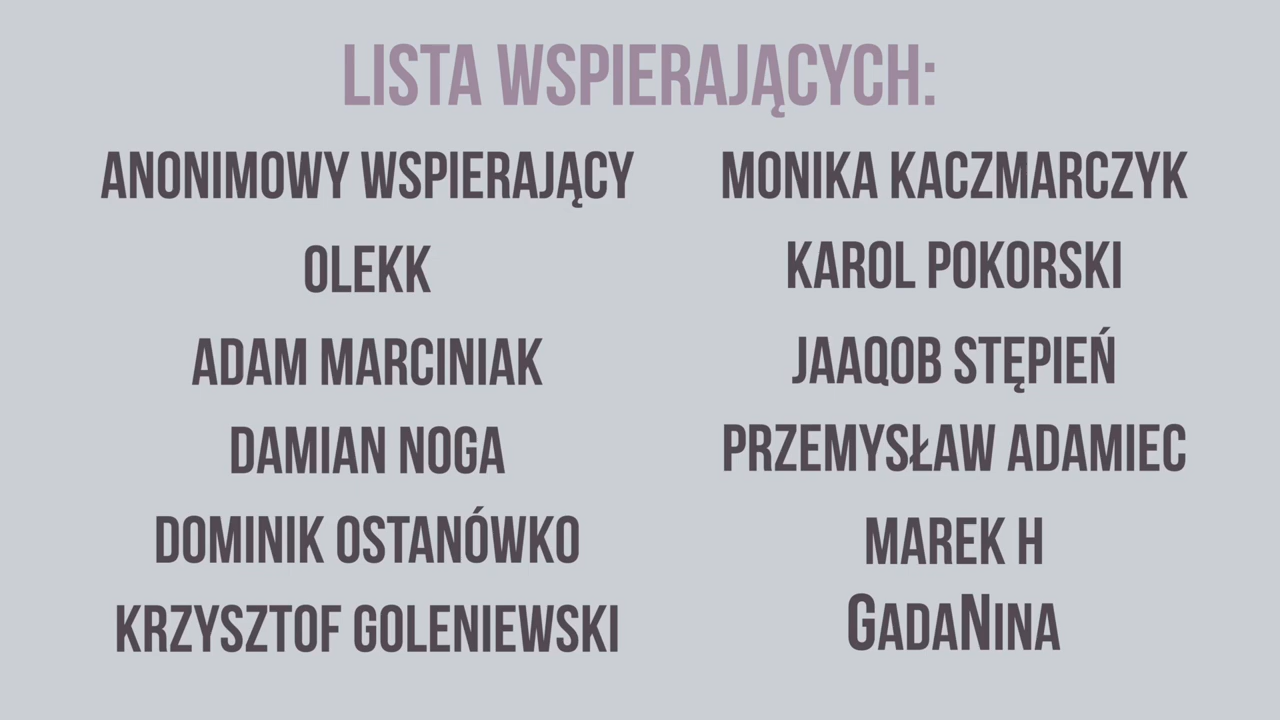 LISTA WSPIERAJĄCYCH:
ANONIMOWY WSPIERAJĄCY
OLEKK
ADAM MARCINIAK
DAMIAN NOGA
DOMINIK OSTANÓWKO
KRZYSZTOF GOLENIEWSKI
MONIKA KACZMARCZYK
KAROL POKORSKI
JAAQOB STĘPIEŃ
PRZEMYSŁAW ADAMIEC
MAREK H
GADANINA